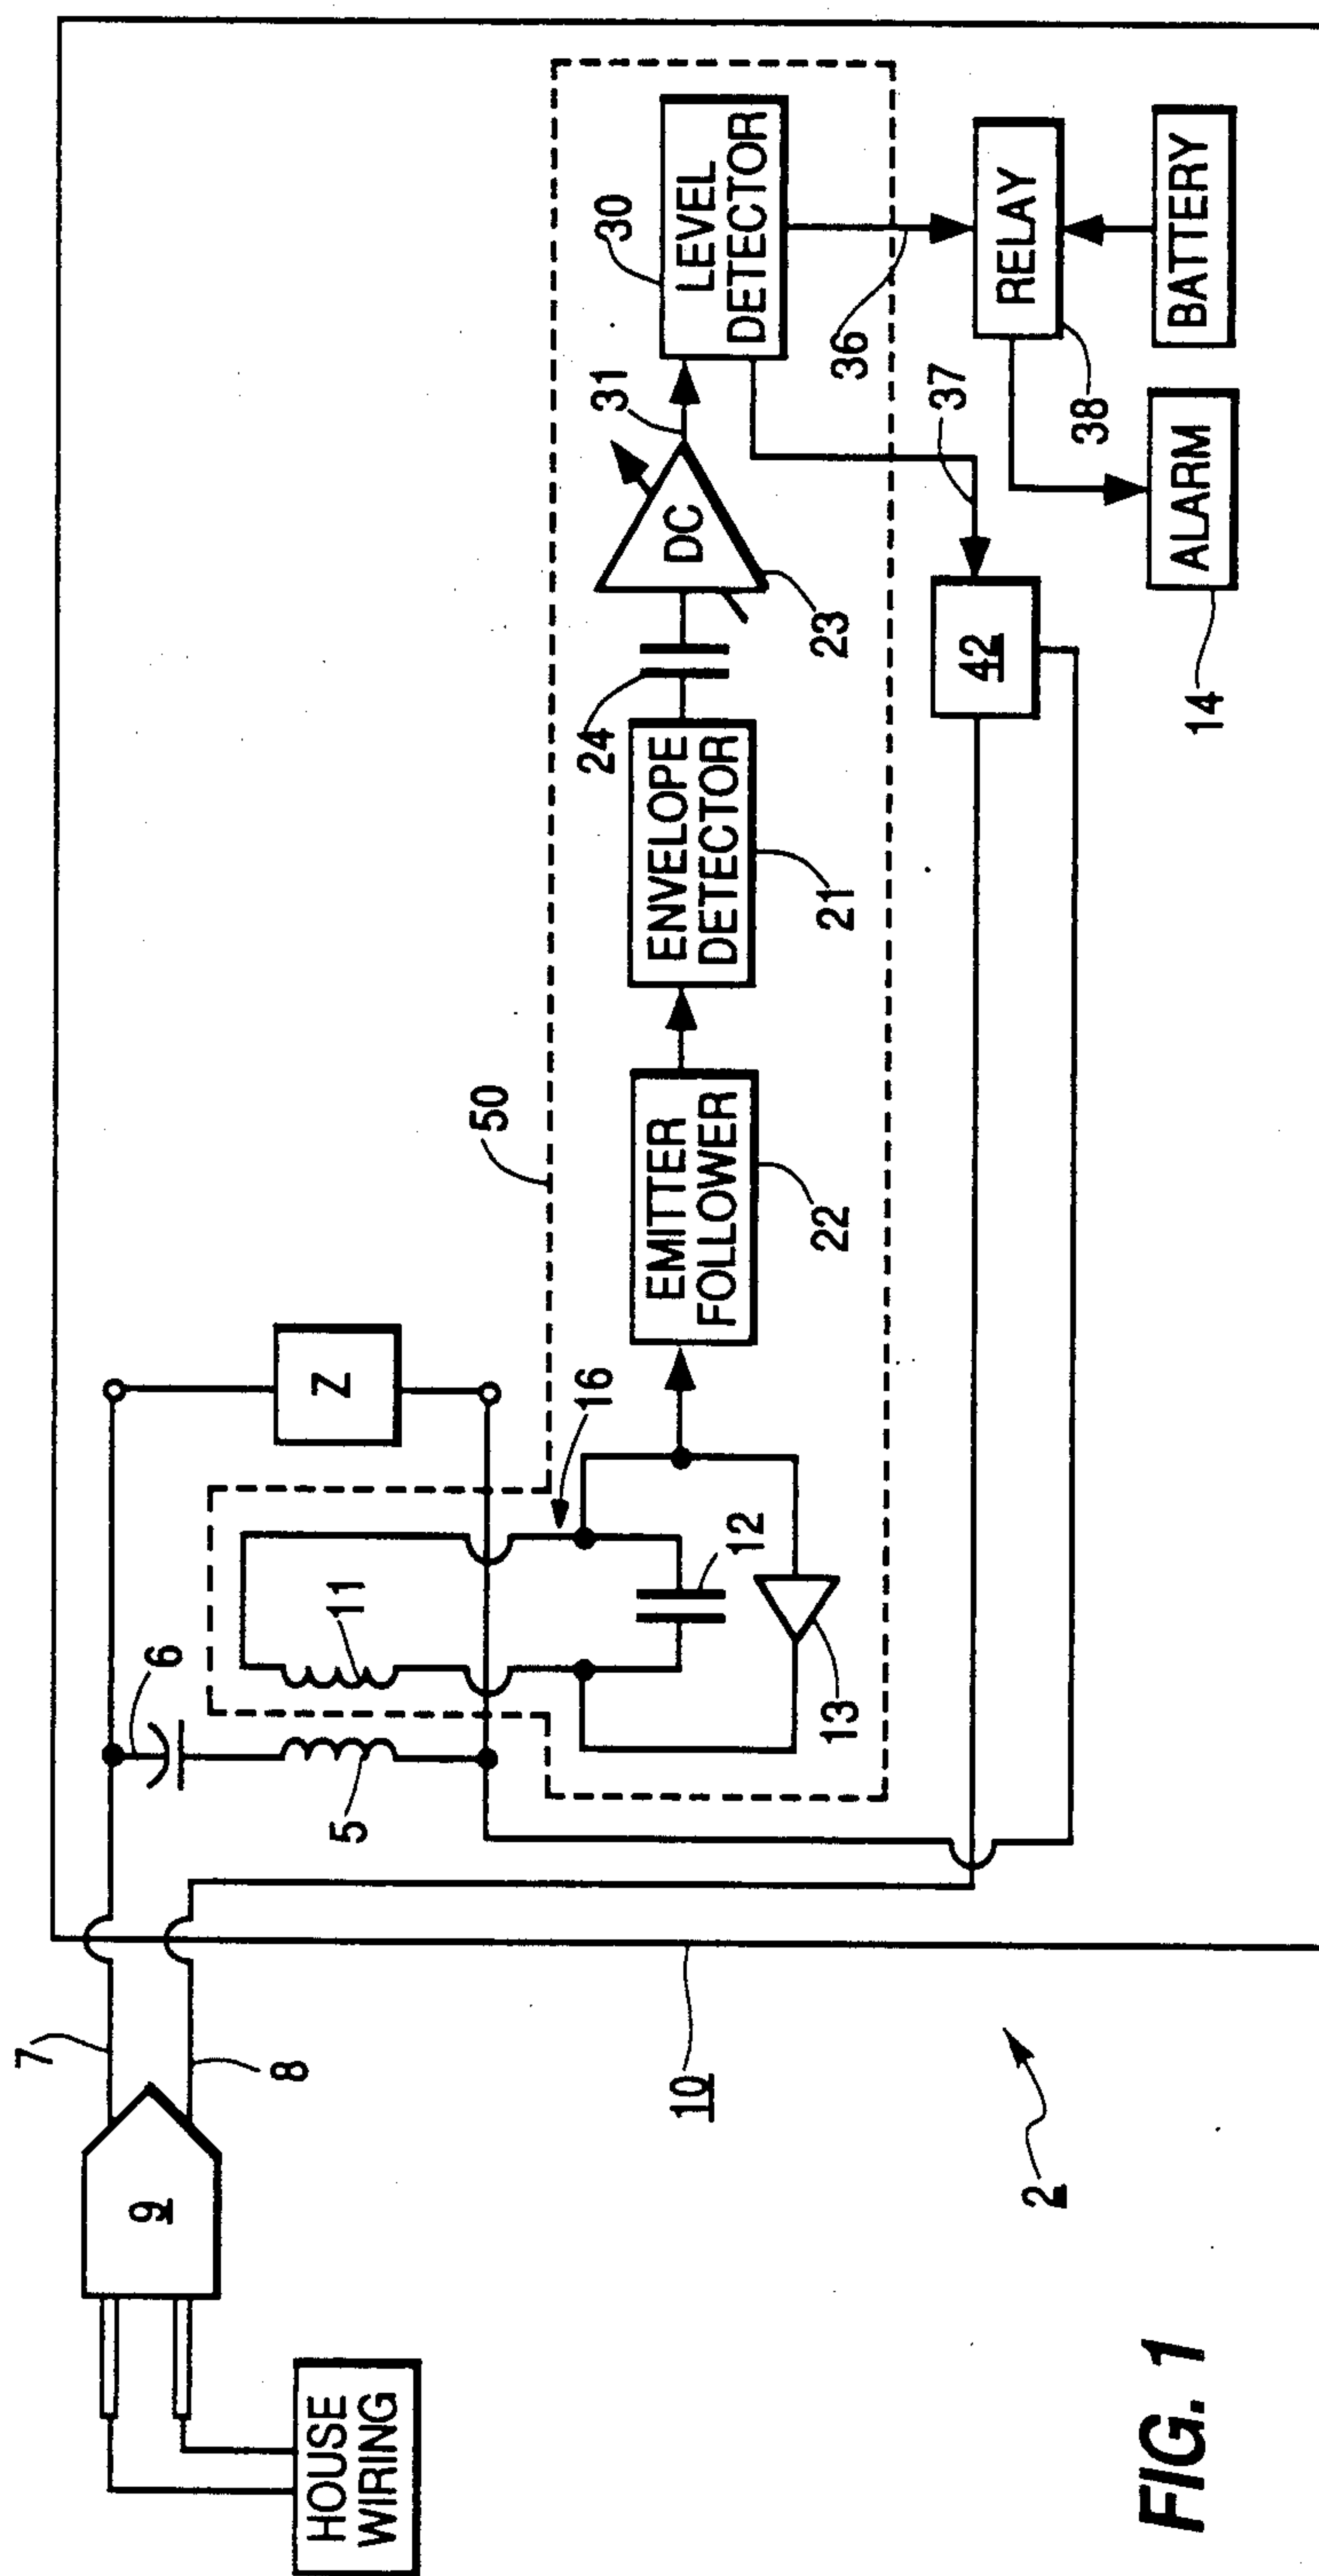 HOUSE
WIRING
9
7
8
10
2
6
5
11
16
12
13
Z
50
EMITTER
FOLLOWER
22
ENVELOPE
DETECTOR
21
24
DC
23
31
30
LEVEL
DETECTOR
36
37
42
RELAY
38
BATTERY
ALARM
14
FIG. 1